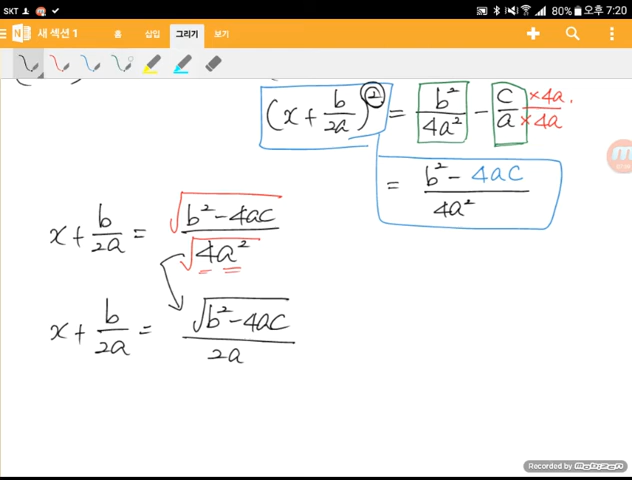 SKT 80% 오후 7:20
새 섹션 1 홈 삽입 그리기 보기
(x + b/2a)² = b²/4a² - c/a ×4a/×4a
= b² - 4ac / 4a²
x + b/2a = √b² - 4ac / √4a²
x + b/2a = √b² - 4ac / 2a
Recorded by mobizen